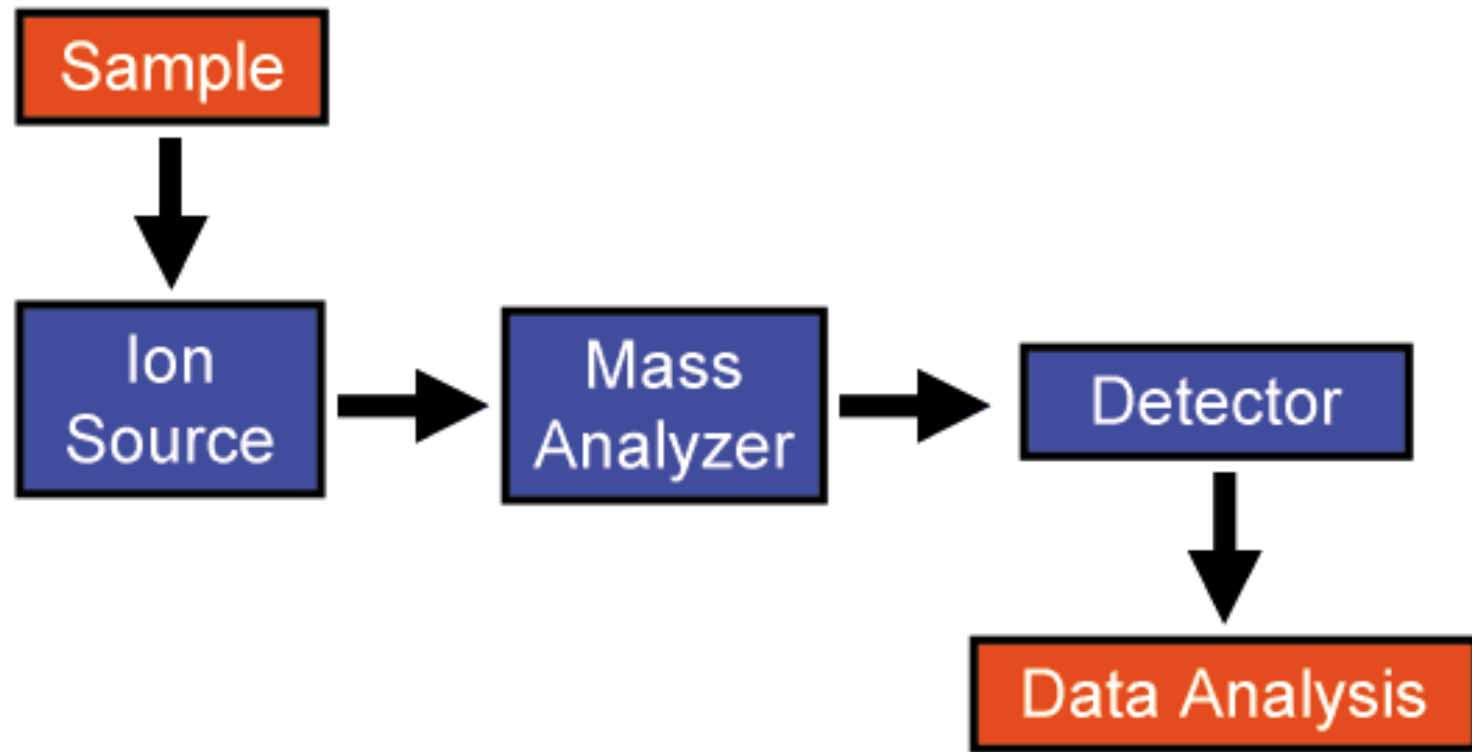 Sample
Ion
Source
Mass
Analyzer
Detector
Data Analysis